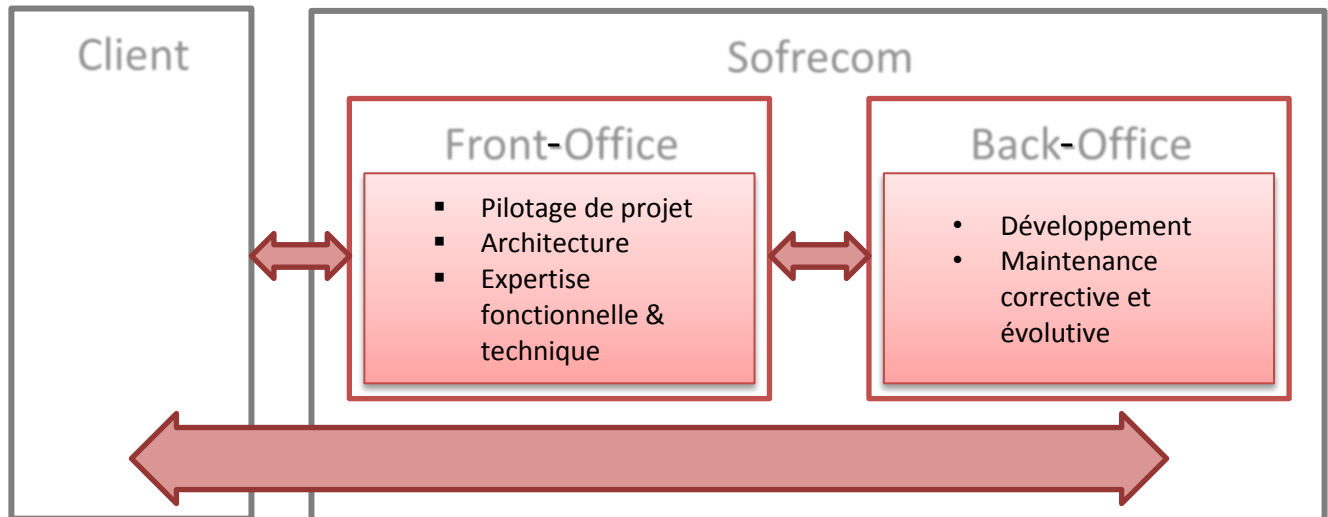 Client
Sofrecom
Front-Office
▪ Pilotage de projet
▪ Architecture
▪ Expertise
fonctionnelle &
technique
Back-Office
• Développement
• Maintenance
corrective et
évolutive